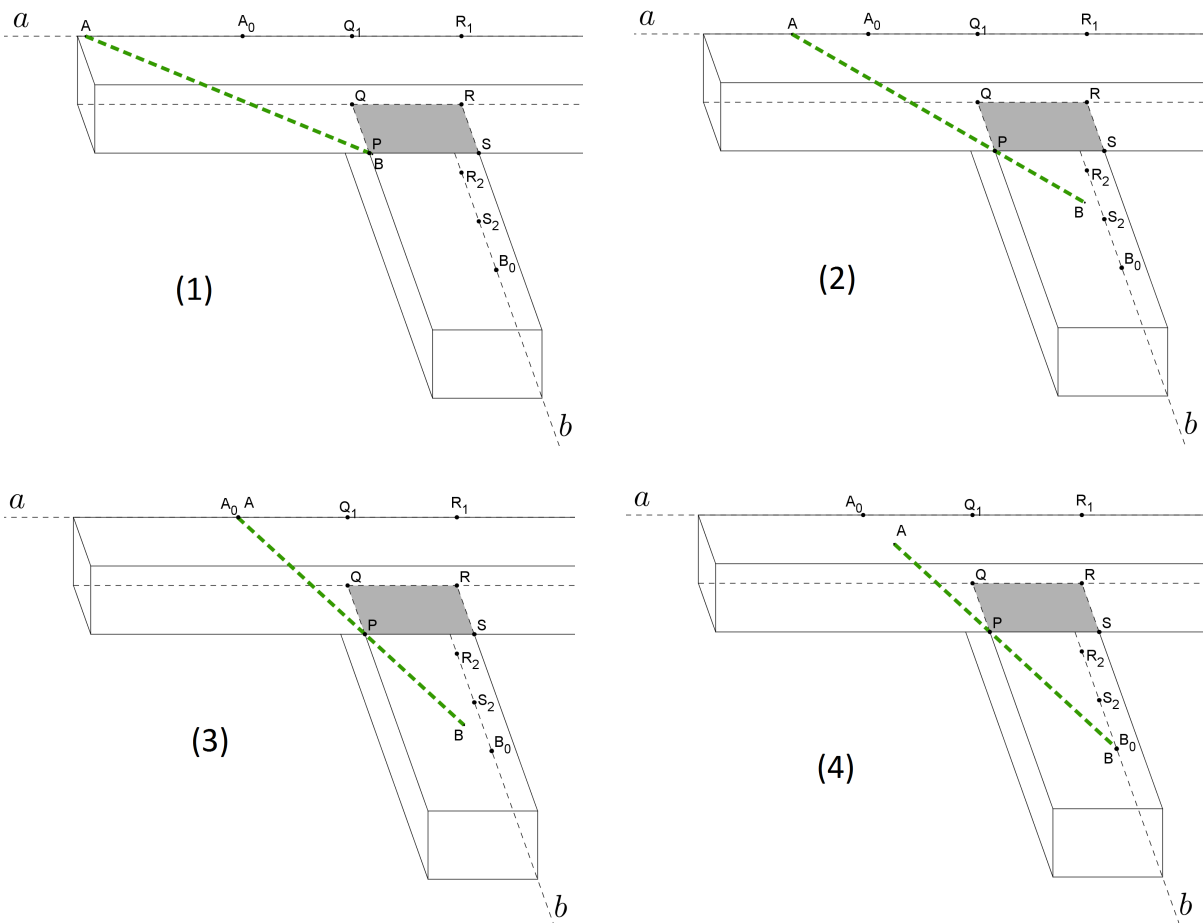 a A A₀ Q₁ R₁
Q R
P S
B R₂
S₂
B₀
(1)
b
a A A₀ Q₁ R₁
Q R
P S
R₂
B S₂
B₀
(2)
b
a A₀ A Q₁ R₁
Q R
P S
R₂
S₂
B B₀
(3)
b
a A₀ Q₁ R₁
A
Q R
P S
R₂
S₂
B₀
B
(4)
b